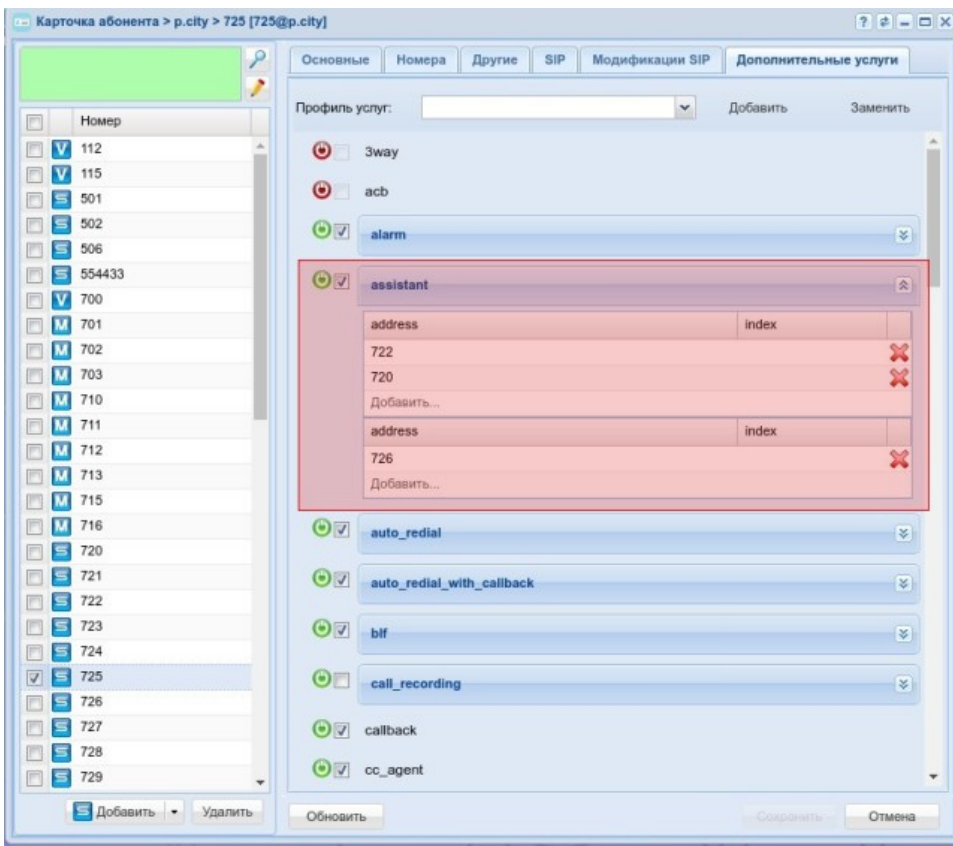 Карточка абонента > p.city > 725 [725@p.city]
Номер
112
115
501
502
506
554433
700
701
702
703
710
711
712
713
715
716
720
721
722
723
724
725
726
727
728
729
Добавить
Удалить
Основные Номера Другие SIP Модификации SIP Дополнительные услуги
Профиль услуг: Добавить Заменить
3way
acb
alarm
assistant
address index
722
720
Добавить...
address index
726
Добавить...
auto_redial
auto_redial_with_callback
blf
call_recording
callback
cc_agent
Обновить Сохранить Отмена